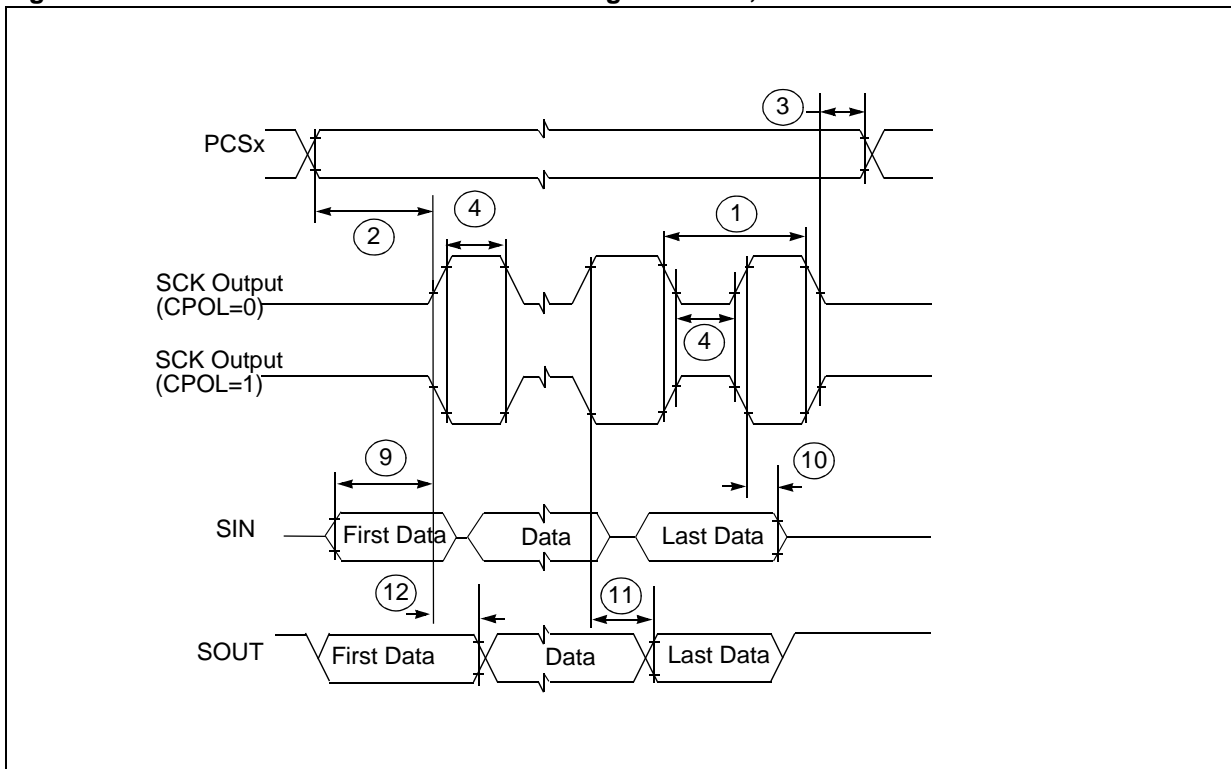 3
PCSx
2
4
1
SCK Output
(CPOL=0)
4
SCK Output
(CPOL=1)
9
10
SIN
First Data
Data
Last Data
12
11
SOUT
First Data
Data
Last Data